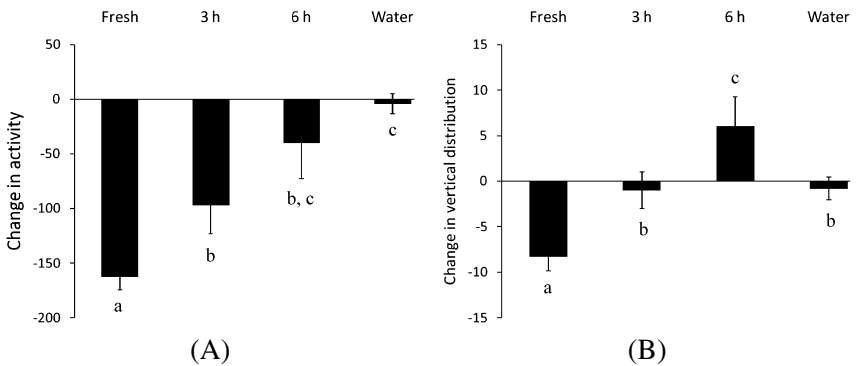 Fresh 3 h 6 h Water
50
0
-50
-100
-150
-200
Change in activity
a
b
b, c
c
(A)
Fresh 3 h 6 h Water
15
10
5
0
-5
-10
-15
Change in vertical distribution
a
b
c
b
(B)